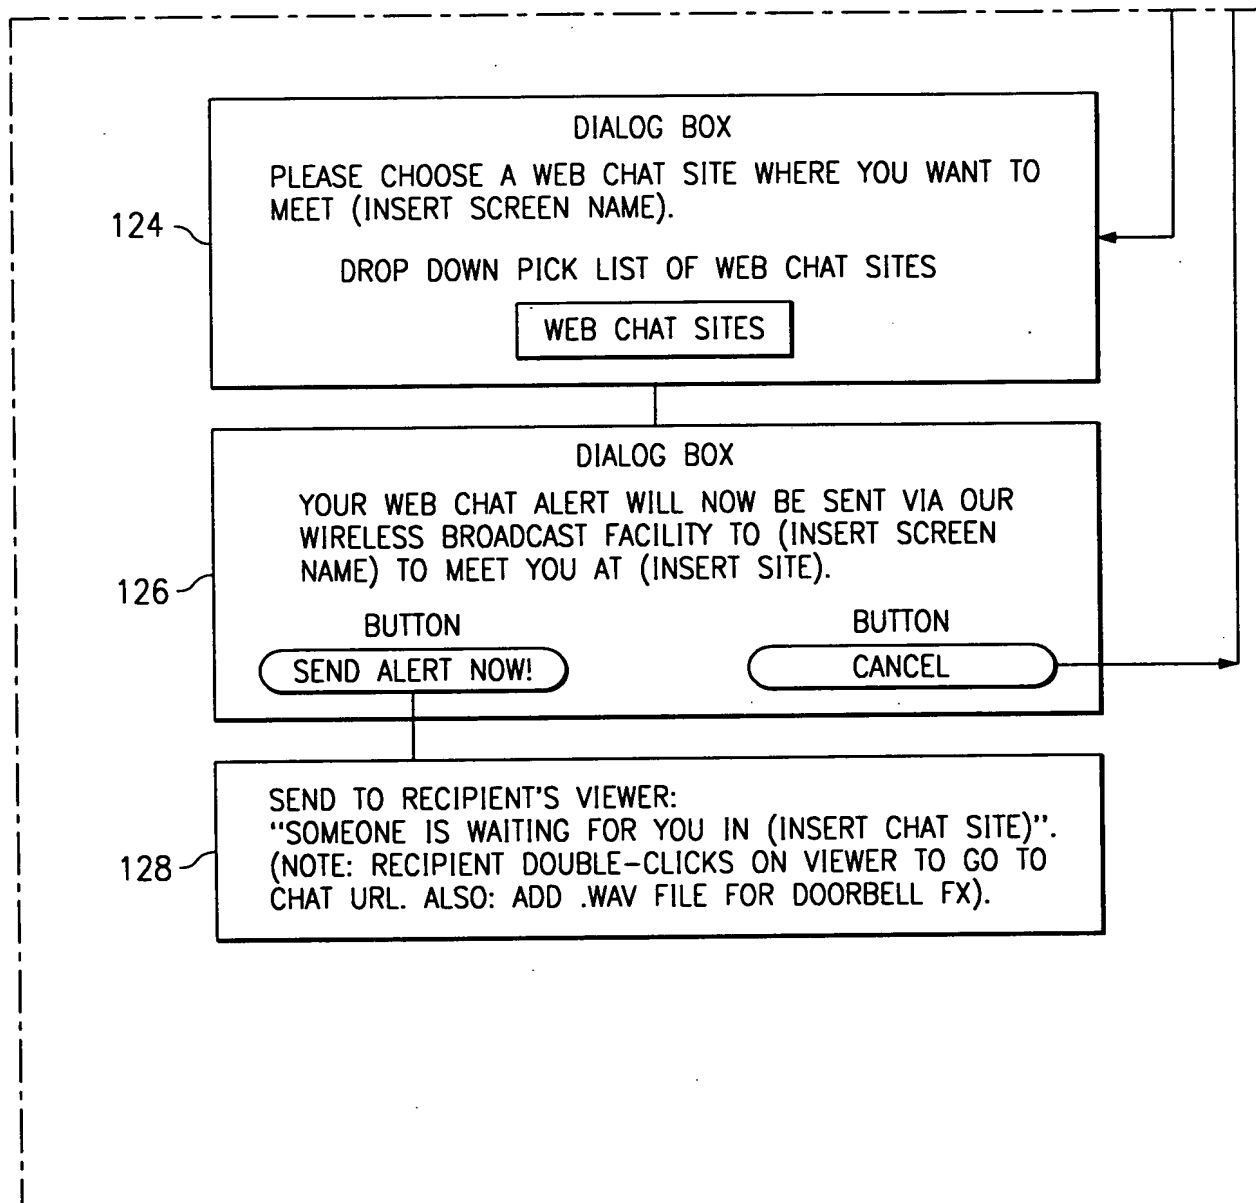 DIALOG BOX
PLEASE CHOOSE A WEB CHAT SITE WHERE YOU WANT TO
MEET (INSERT SCREEN NAME).
124
DROP DOWN PICK LIST OF WEB CHAT SITES
WEB CHAT SITES
DIALOG BOX
YOUR WEB CHAT ALERT WILL NOW BE SENT VIA OUR
WIRELESS BROADCAST FACILITY TO (INSERT SCREEN
NAME) TO MEET YOU AT (INSERT SITE).
126
BUTTON BUTTON
SEND ALERT NOW! CANCEL
SEND TO RECIPIENT'S VIEWER:
"SOMEONE IS WAITING FOR YOU IN (INSERT CHAT SITE)".
(NOTE: RECIPIENT DOUBLE-CLICKS ON VIEWER TO GO TO
128
CHAT URL. ALSO: ADD .WAV FILE FOR DOORBELL FX).